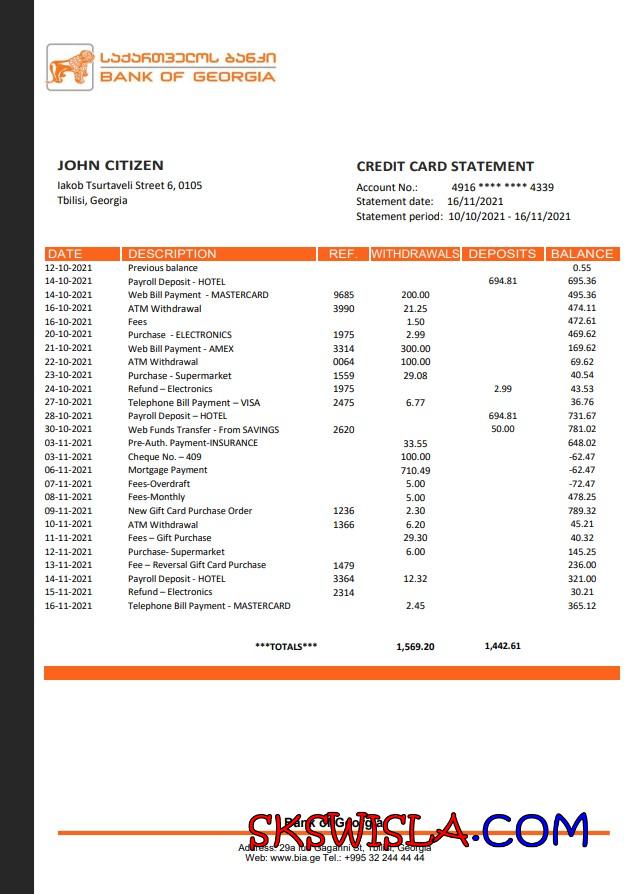 საქართველოს ბანკი
BANK OF GEORGIA
JOHN CITIZEN
Iakob Tsurtaveli Street 6, 0105
Tbilisi, Georgia
CREDIT CARD STATEMENT
Account No.: 4916 **** **** 4339
Statement date: 16/11/2021
Statement period: 10/10/2021 - 16/11/2021
DATE DESCRIPTION REF. WITHDRAWALS DEPOSITS BALANCE
12-10-2021 Previous balance 0.55
14-10-2021 Payroll Deposit - HOTEL 694.81 695.36
14-10-2021 Web Bill Payment - MASTERCARD 9685 200.00 495.36
16-10-2021 ATM Withdrawal 3990 21.25 474.11
16-10-2021 Fees 1.50 472.61
20-10-2021 Purchase - ELECTRONICS 1975 2.99 469.62
21-10-2021 Web Bill Payment - AMEX 3314 300.00 169.62
22-10-2021 ATM Withdrawal 0064 100.00 69.62
23-10-2021 Purchase - Supermarket 1559 29.08 40.54
24-10-2021 Refund – Electronics 1975 2.99 43.53
27-10-2021 Telephone Bill Payment – VISA 2475 6.77 36.76
28-10-2021 Payroll Deposit – HOTEL 694.81 731.67
30-10-2021 Web Funds Transfer - From SAVINGS 2620 50.00 781.02
03-11-2021 Pre-Auth. Payment-INSURANCE 33.55 648.02
03-11-2021 Cheque No. – 409 100.00 -62.47
06-11-2021 Mortgage Payment 710.49 -62.47
07-11-2021 Fees-Overdraft 5.00 -72.47
08-11-2021 Fees-Monthly 5.00 478.25
09-11-2021 New Gift Card Purchase Order 1236 2.30 789.32
10-11-2021 ATM Withdrawal 1366 6.20 45.21
11-11-2021 Fees – Gift Purchase 29.30 40.32
12-11-2021 Purchase- Supermarket 6.00 145.25
13-11-2021 Fee – Reversal Gift Card Purchase 1479 236.00
14-11-2021 Payroll Deposit - HOTEL 3364 12.32 321.00
15-11-2021 Refund – Electronics 2314 30.21
16-11-2021 Telephone Bill Payment - MASTERCARD 2.45 365.12
***TOTALS*** 1,569.20 1,442.61
Bank of Georgia
SKSWISLA.COM
Address: 29a Gagarini St, Tbilisi, Georgia
Web: www.bia.ge Tel.: +995 32 244 44 44